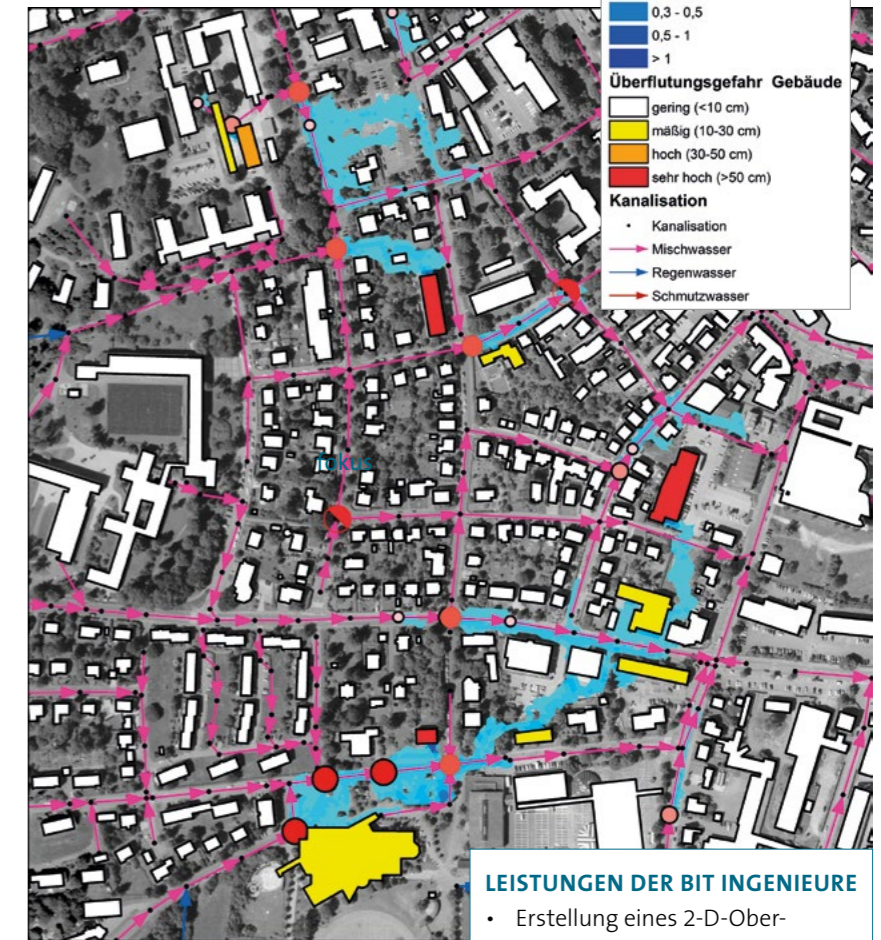 0,3 - 0,5
0,5 - 1
> 1
Überflutungsgefahr Gebäude
gering (<10 cm)
mäßig (10-30 cm)
hoch (30-50 cm)
sehr hoch (>50 cm)
Kanalisation
Kanalisation
Mischwasser
Regenwasser
Schmutzwasser
fokus
LEISTUNGEN DER BIT INGENIEURE
• Erstellung eines 2-D-Ober-